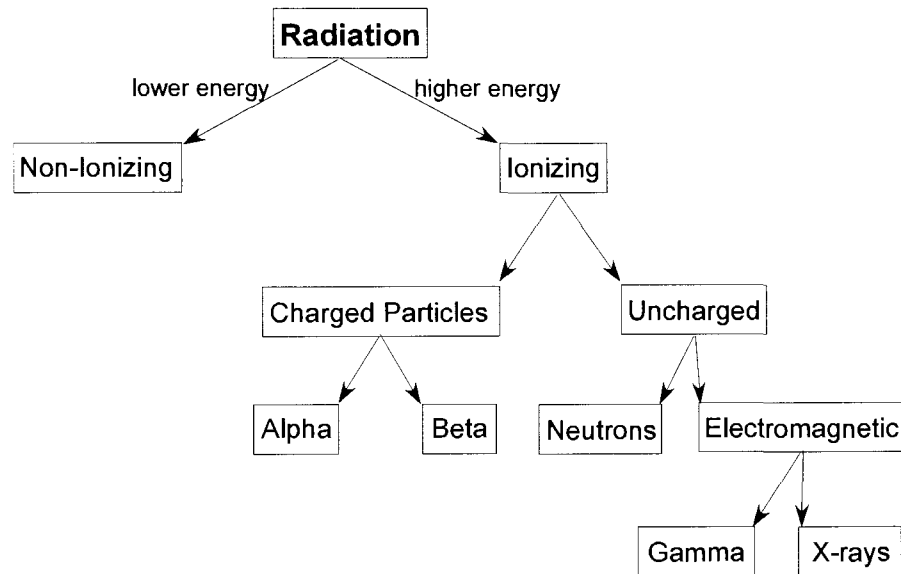 Radiation
lower energy
higher energy
Non-Ionizing
Ionizing
Charged Particles
Uncharged
Alpha
Beta
Neutrons
Electromagnetic
Gamma
X-rays